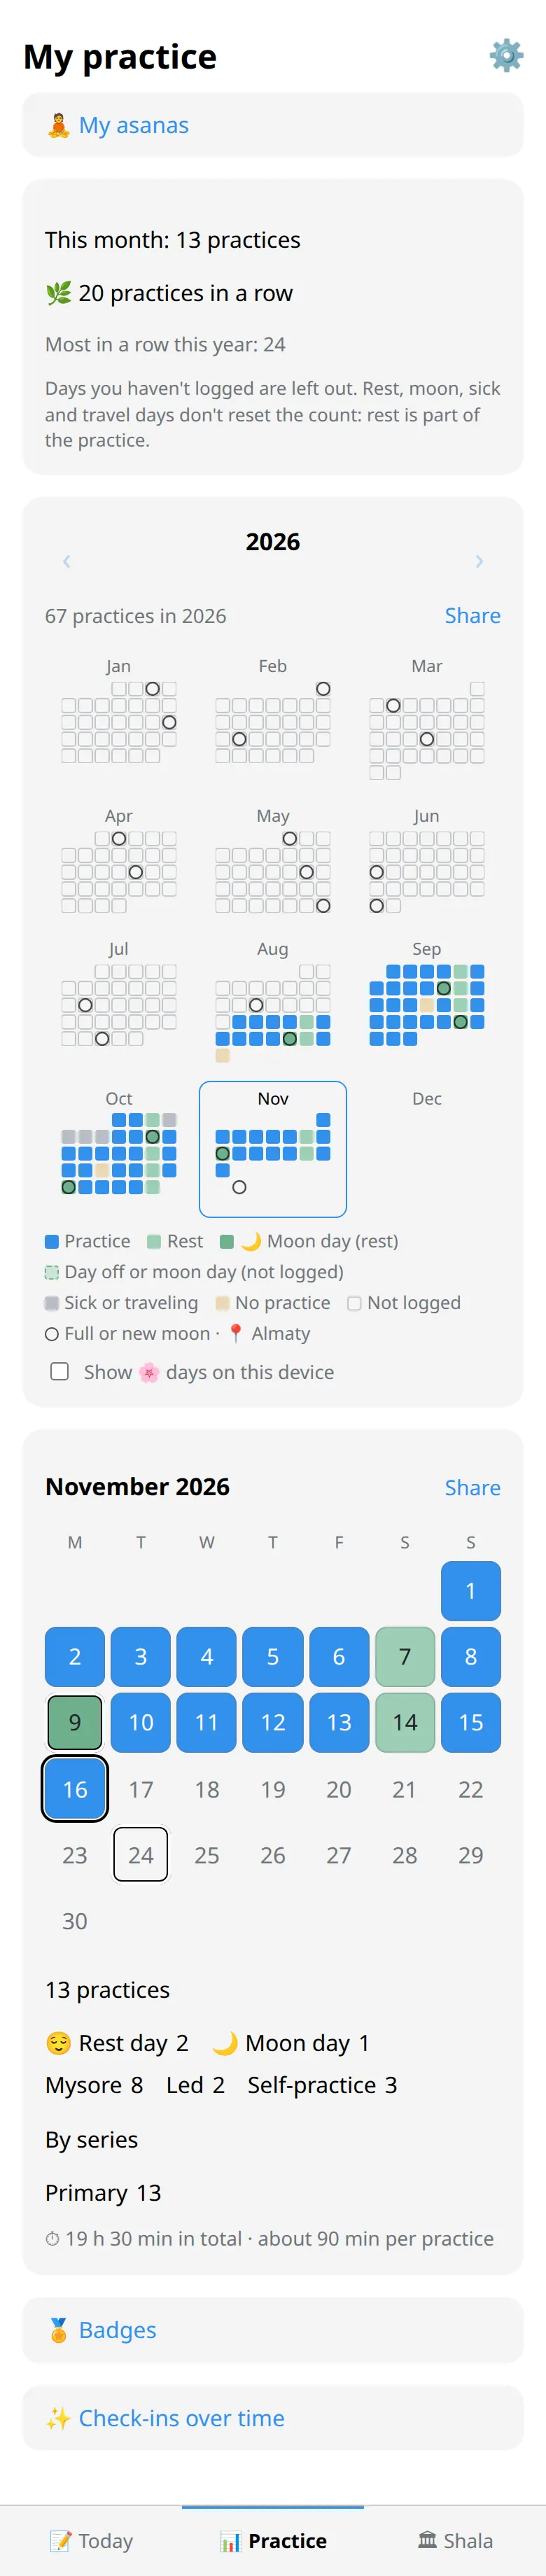 My practice ⚙️
🧘 My asanas
This month: 13 practices
🌿 20 practices in a row
Most in a row this year: 24
Days you haven't logged are left out. Rest, moon, sick
and travel days don't reset the count: rest is part of
the practice.
‹ 2026 ›
67 practices in 2026 Share
Jan Feb Mar
Apr May Jun
Jul Aug Sep
Oct Nov Dec
Practice Rest 🌙 Moon day (rest)
Day off or moon day (not logged)
Sick or traveling No practice Not logged
Full or new moon · 📍 Almaty
Show 🌸 days on this device
November 2026 Share
M T W T F S S
1
2 3 4 5 6 7 8
9 10 11 12 13 14 15
16 17 18 19 20 21 22
23 24 25 26 27 28 29
30
13 practices
😌 Rest day 2 🌙 Moon day 1
Mysore 8 Led 2 Self-practice 3
By series
Primary 13
⏱ 19 h 30 min in total · about 90 min per practice
🏅 Badges
✨ Check-ins over time
📝 Today 📊 Practice 🏛 Shala